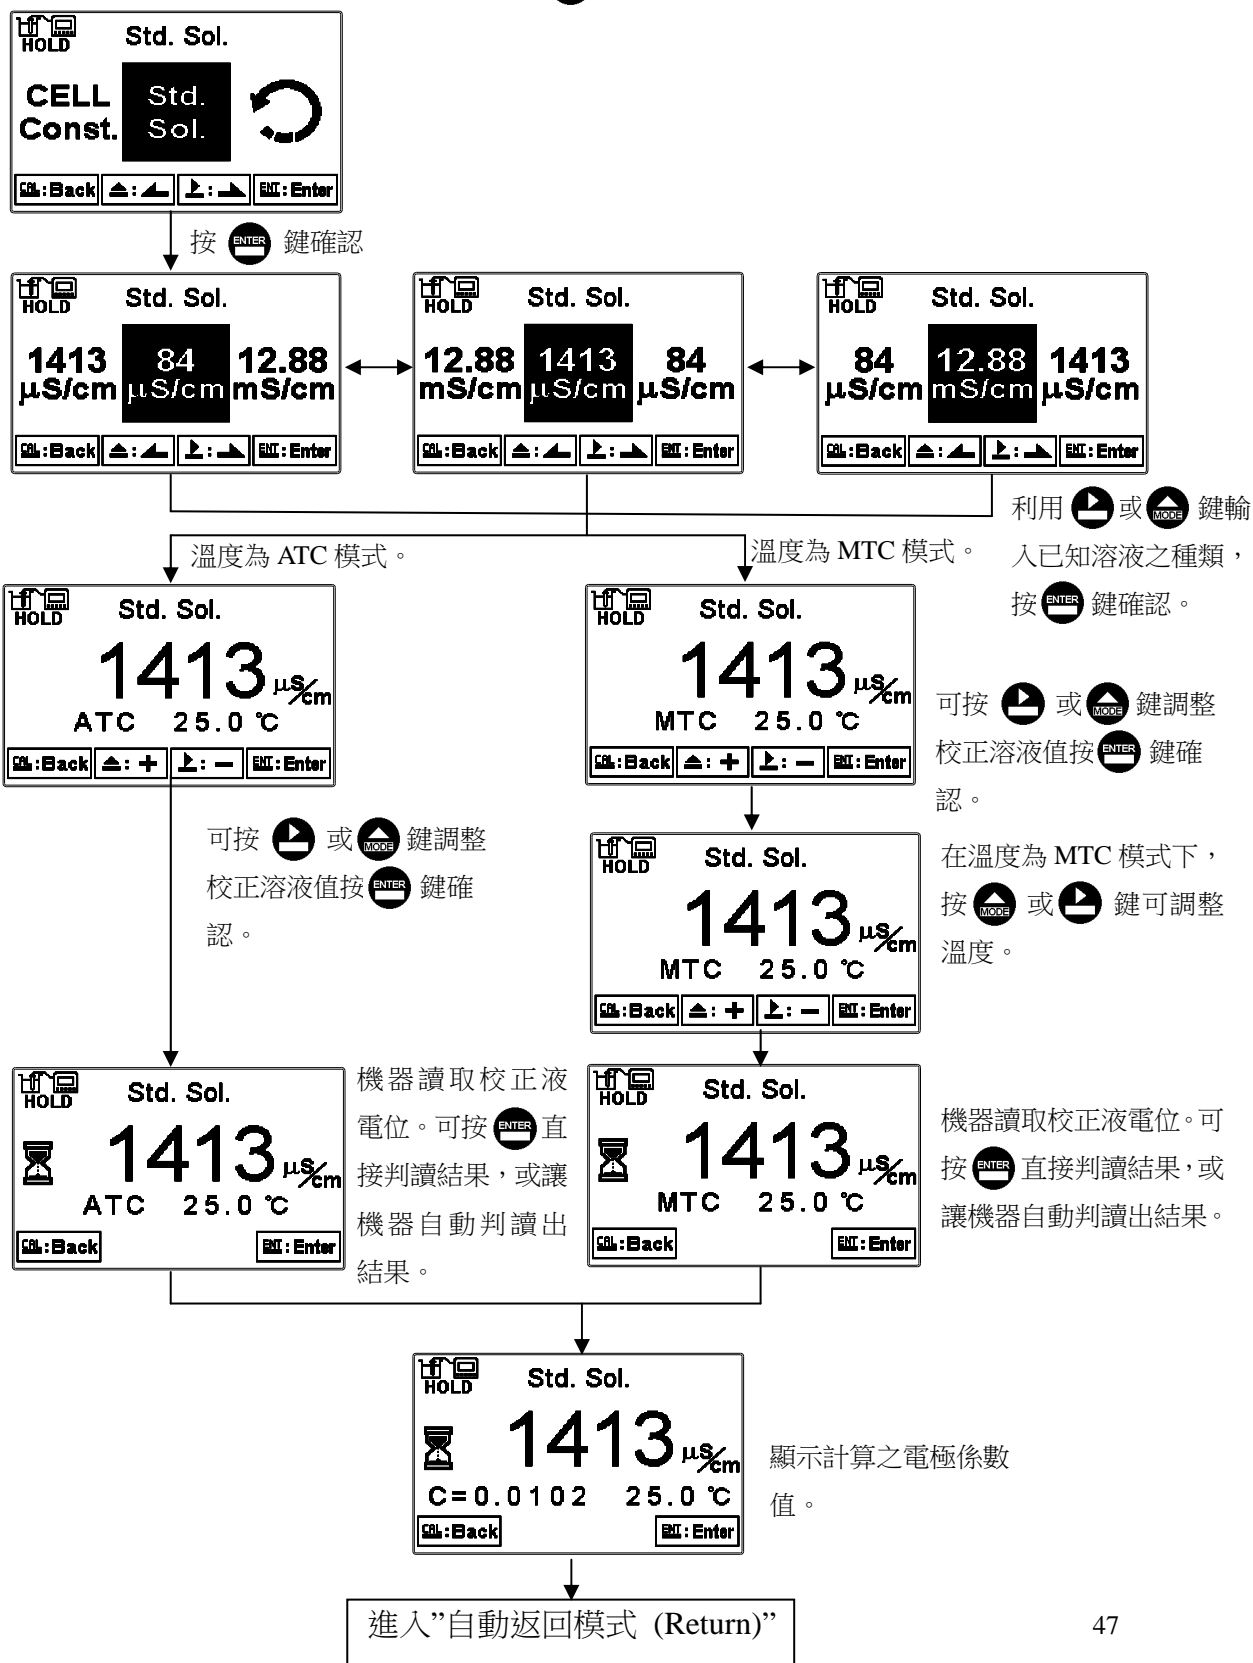 HOLD Std. Sol.
CELL Std.
Const. Sol.
CAL:Back ENT:Enter
按 ENTER 鍵確認
HOLD Std. Sol.
1413 84 12.88
μS/cm μS/cm mS/cm
CAL:Back ENT:Enter
HOLD Std. Sol.
12.88 1413 84
mS/cm μS/cm μS/cm
CAL:Back ENT:Enter
HOLD Std. Sol.
84 12.88 1413
μS/cm mS/cm μS/cm
CAL:Back ENT:Enter
利用 或 MODE 鍵輸
入已知溶液之種類，
按 ENTER 鍵確認。
溫度為 ATC 模式。
溫度為 MTC 模式。
HOLD Std. Sol.
1413 μS/cm
ATC 25.0 ℃
CAL:Back : + : － ENT:Enter
HOLD Std. Sol.
1413 μS/cm
MTC 25.0 ℃
CAL:Back : + : － ENT:Enter
可按 或 MODE 鍵調整
校正溶液值按 ENTER 鍵確
認。
可按 或 MODE 鍵調整
校正溶液值按 ENTER 鍵確
認。
HOLD Std. Sol.
1413 μS/cm
MTC 25.0 ℃
CAL:Back : + : － ENT:Enter
在溫度為 MTC 模式下，
按 MODE 或 鍵可調整
溫度。
HOLD Std. Sol.
1413 μS/cm
ATC 25.0 ℃
CAL:Back ENT:Enter
機器讀取校正液
電位。可按 ENTER 直
接判讀結果，或讓
機器自動判讀出
結果。
HOLD Std. Sol.
1413 μS/cm
MTC 25.0 ℃
CAL:Back ENT:Enter
機器讀取校正液電位。可
按 ENTER 直接判讀結果，或
讓機器自動判讀出結果。
HOLD Std. Sol.
1413 μS/cm
C=0.0102 25.0 ℃
CAL:Back ENT:Enter
顯示計算之電極係數
值。
進入”自動返回模式 (Return)”
47